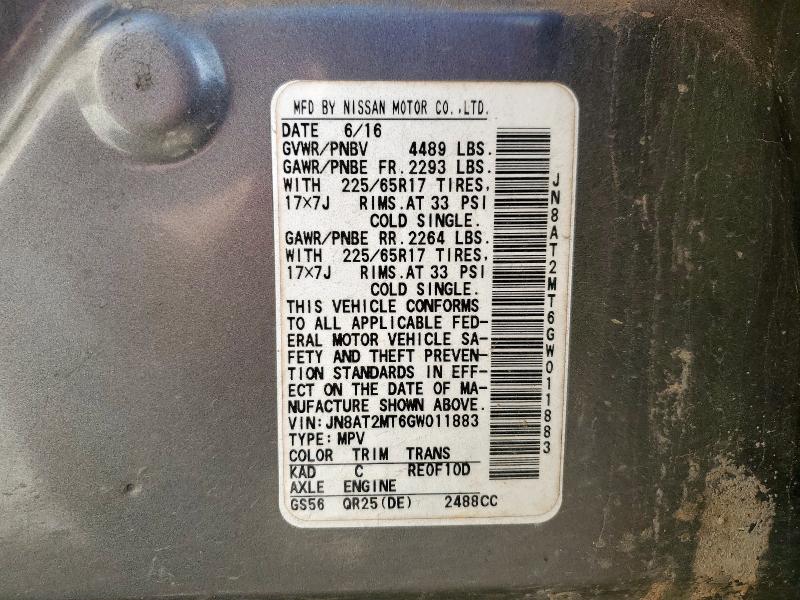 MFD BY NISSAN MOTOR CO.,LTD.
DATE 6/16
GVWR/PNBV 4489 LBS.
GAWR/PNBE FR.2293 LBS.
WITH 225/65R17 TIRES,
17×7J RIMS.AT 33 PSI
COLD SINGLE.
GAWR/PNBE RR.2264 LBS.
WITH 225/65R17 TIRES,
17×7J RIMS.AT 33 PSI
COLD SINGLE.
THIS VEHICLE CONFORMS
TO ALL APPLICABLE FED-
ERAL MOTOR VEHICLE SA-
FETY AND THEFT PREVEN-
TION STANDARDS IN EFF-
ECT ON THE DATE OF MA-
NUFACTURE SHOWN ABOVE.
VIN:JN8AT2MT6GW011883
TYPE:MPV
COLOR TRIM TRANS
KAD C RE0F10D
AXLE ENGINE
GS56 QR25(DE) 2488CC
JN8AT2MT6GW011883